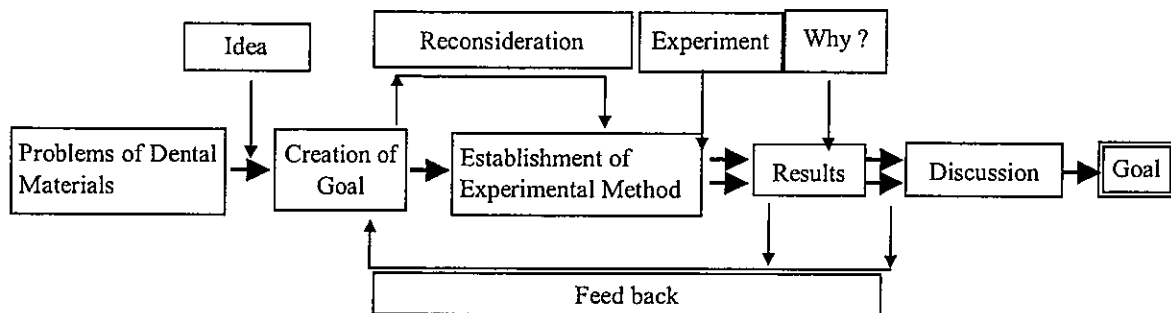 Idea
Reconsideration
Experiment
Why ?
Problems of Dental
Materials
Creation of
Goal
Establishment of
Experimental Method
Results
Discussion
Goal
Feed back